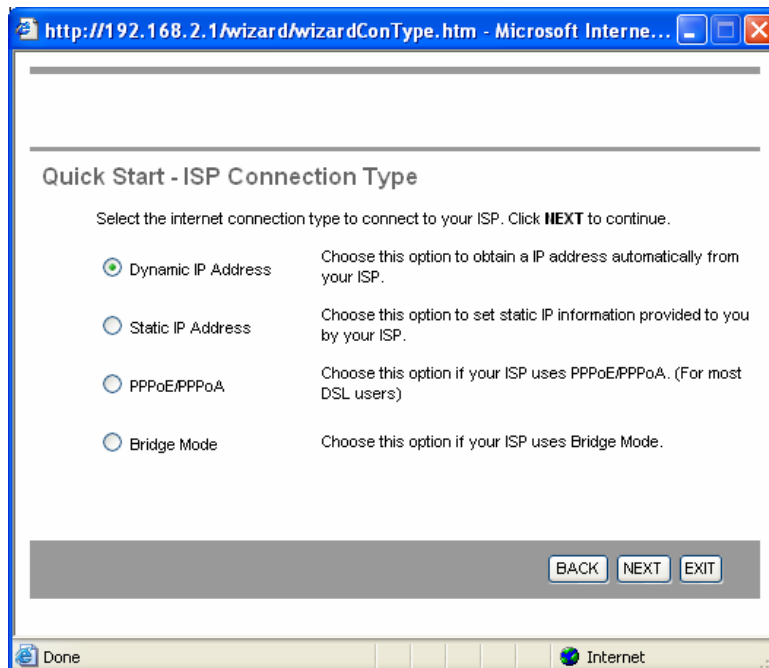 http://192.168.2.1/wizard/wizardConType.htm - Microsoft Interne...
Quick Start - ISP Connection Type
Select the internet connection type to connect to your ISP. Click NEXT to continue.
Dynamic IP Address
Choose this option to obtain a IP address automatically from
your ISP.
Static IP Address
Choose this option to set static IP information provided to you
by your ISP.
PPPoE/PPPoA
Choose this option if your ISP uses PPPoE/PPPoA. (For most
DSL users)
Bridge Mode
Choose this option if your ISP uses Bridge Mode.
BACK
NEXT
EXIT
Done
Internet